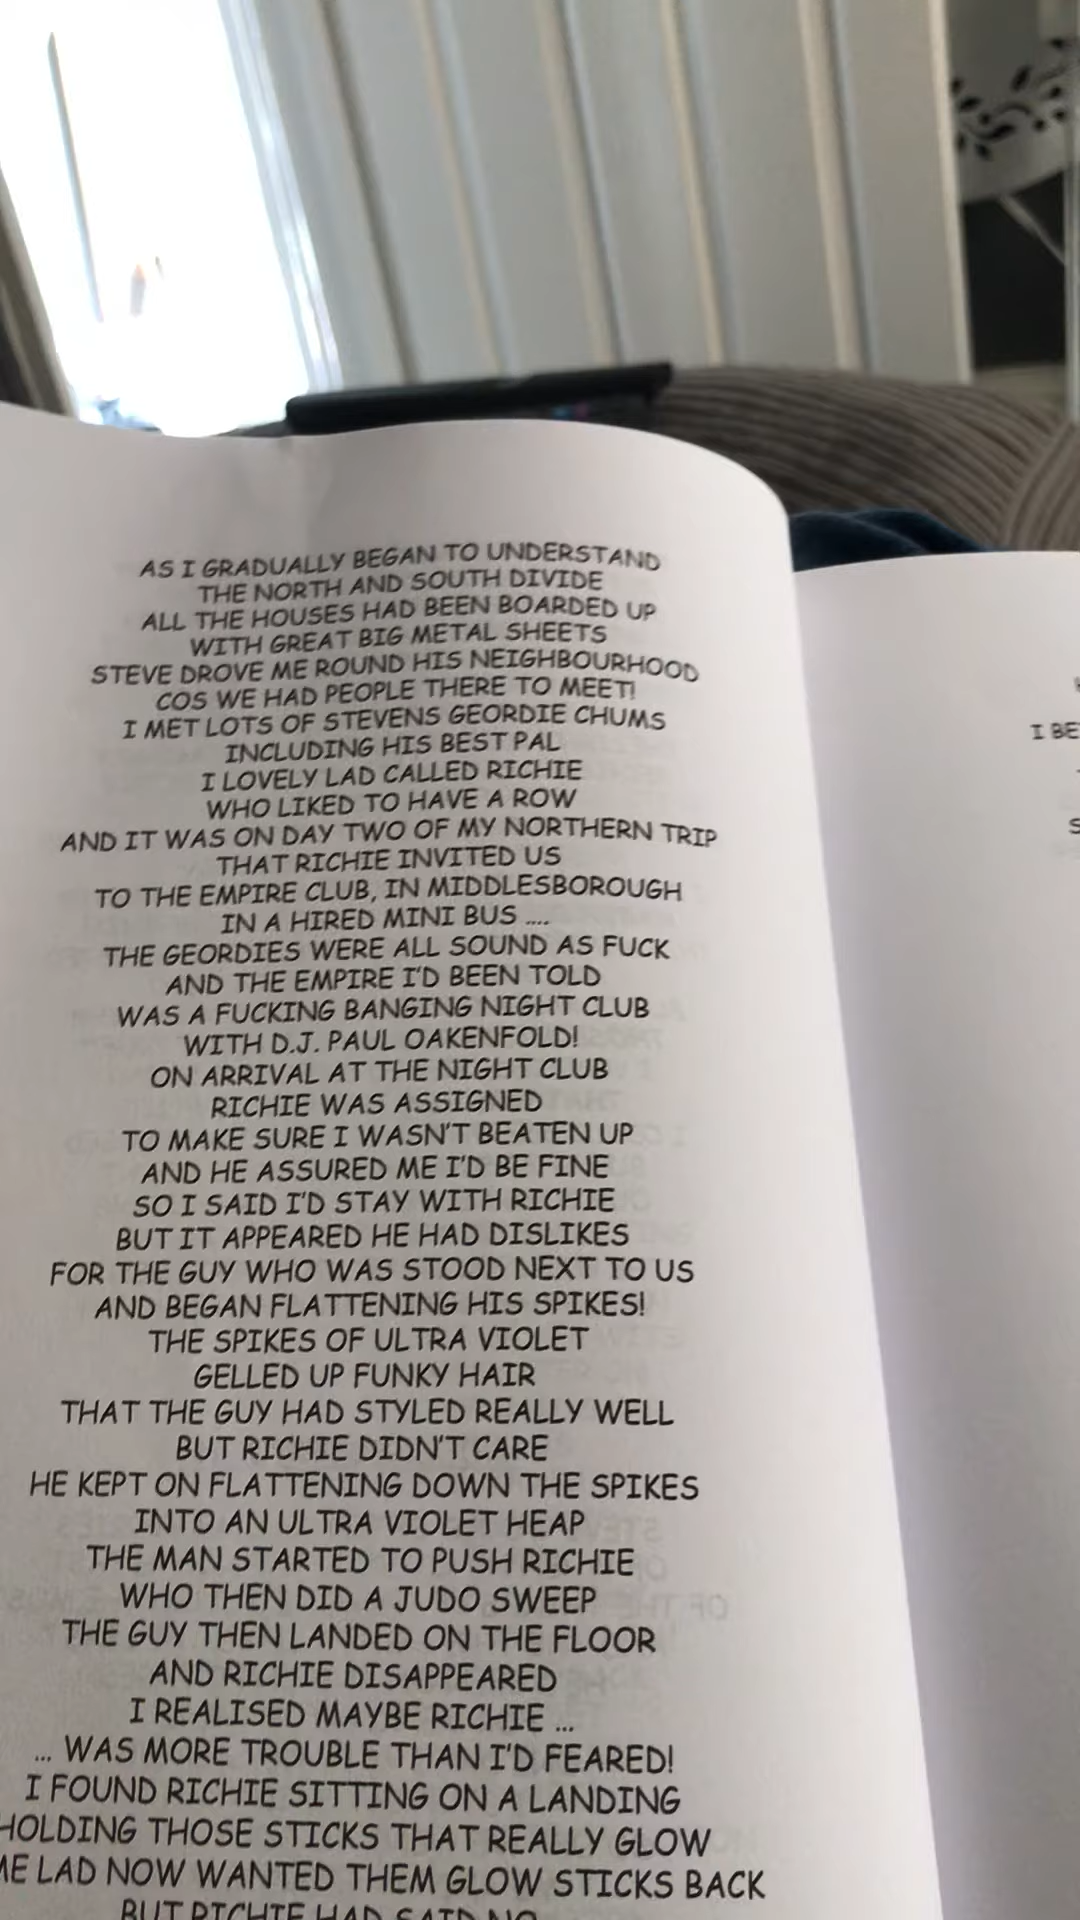 AS I GRADUALLY BEGAN TO UNDERSTAND
THE NORTH AND SOUTH DIVIDE
ALL THE HOUSES HAD BEEN BOARDED UP
WITH GREAT BIG METAL SHEETS
STEVE DROVE ME ROUND HIS NEIGHBOURHOOD
COS WE HAD PEOPLE THERE TO MEET!
I MET LOTS OF STEVENS GEORDIE CHUMS
INCLUDING HIS BEST PAL
I LOVELY LAD CALLED RICHIE
WHO LIKED TO HAVE A ROW
AND IT WAS ON DAY TWO OF MY NORTHERN TRIP
THAT RICHIE INVITED US
TO THE EMPIRE CLUB, IN MIDDLESBOROUGH
IN A HIRED MINI BUS ....
THE GEORDIES WERE ALL SOUND AS FUCK
AND THE EMPIRE I'D BEEN TOLD
WAS A FUCKING BANGING NIGHT CLUB
WITH D.J. PAUL OAKENFOLD!
ON ARRIVAL AT THE NIGHT CLUB
RICHIE WAS ASSIGNED
TO MAKE SURE I WASN'T BEATEN UP
AND HE ASSURED ME I'D BE FINE
SO I SAID I'D STAY WITH RICHIE
BUT IT APPEARED HE HAD DISLIKES
FOR THE GUY WHO WAS STOOD NEXT TO US
AND BEGAN FLATTENING HIS SPIKES!
THE SPIKES OF ULTRA VIOLET
GELLED UP FUNKY HAIR
THAT THE GUY HAD STYLED REALLY WELL
BUT RICHIE DIDN'T CARE
HE KEPT ON FLATTENING DOWN THE SPIKES
INTO AN ULTRA VIOLET HEAP
THE MAN STARTED TO PUSH RICHIE
WHO THEN DID A JUDO SWEEP
THE GUY THEN LANDED ON THE FLOOR
AND RICHIE DISAPPEARED
I REALISED MAYBE RICHIE ...
... WAS MORE TROUBLE THAN I'D FEARED!
I FOUND RICHIE SITTING ON A LANDING
HOLDING THOSE STICKS THAT REALLY GLOW
LAD NOW WANTED THEM GLOW STICKS BACK
BUT RICHIE HAD SAID NO
I BE